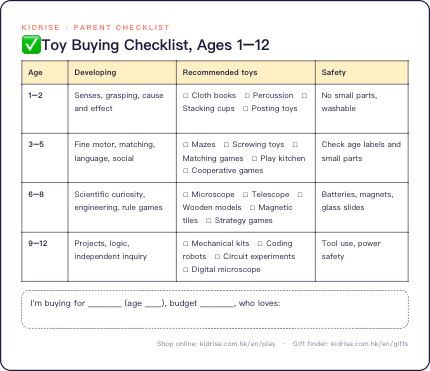 KIDRISE · PARENT CHECKLIST
✅Toy Buying Checklist, Ages 1—12
Age Developing Recommended toys Safety
1—2
Senses, grasping, cause
and effect
□ Cloth books □ Percussion □
Stacking cups □ Posting toys
No small parts,
washable
3—5
Fine motor, matching,
language, social
□ Mazes □ Screwing toys □
Matching games □ Play kitchen
□ Cooperative games
Check age labels and
small parts
6—8
Scientific curiosity,
engineering, rule games
□ Microscope □ Telescope □
Wooden models □ Magnetic
tiles □ Strategy games
Batteries, magnets,
glass slides
9—12
Projects, logic,
independent inquiry
□ Mechanical kits □ Coding
robots □ Circuit experiments
□ Digital microscope
Tool use, power
safety
I'm buying for ________ (age ____), budget ________, who loves:
Shop online: kidrise.com.hk/en/play · Gift finder: kidrise.com.hk/en/gifts